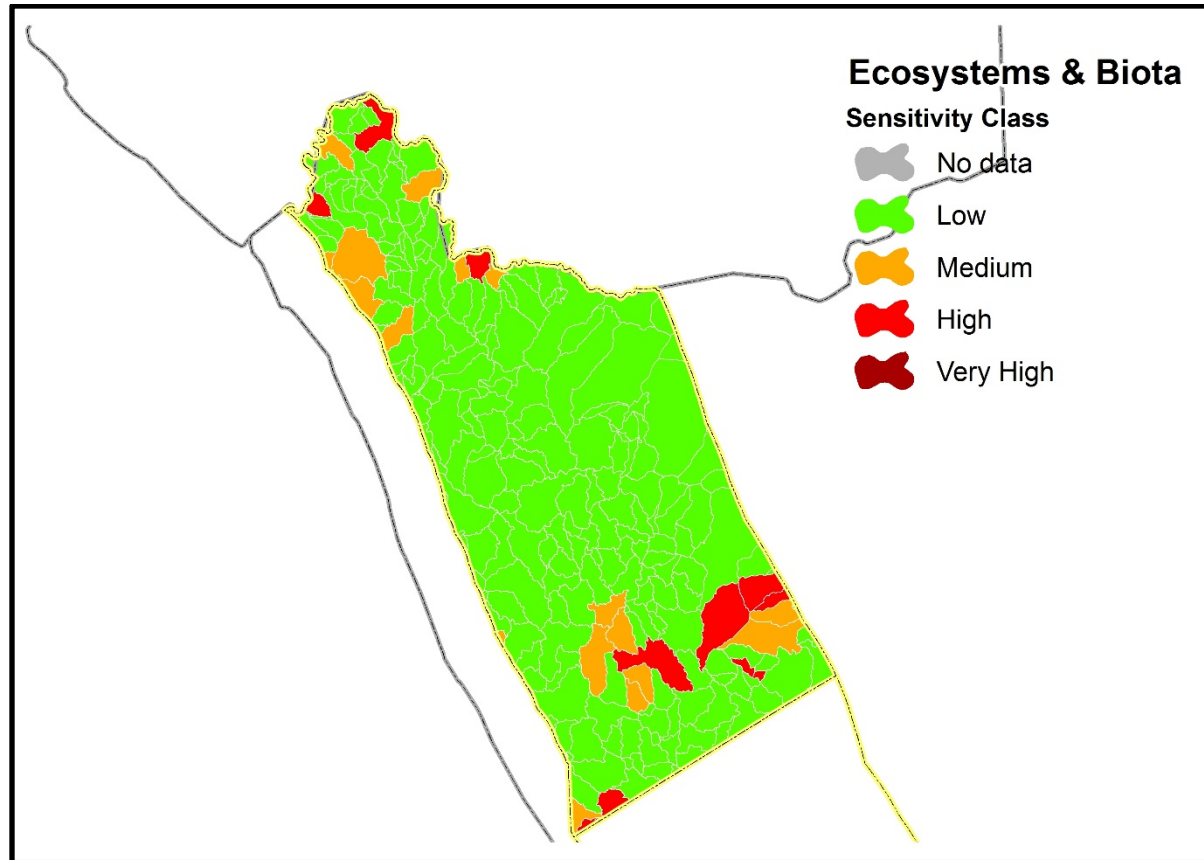 Ecosystems & Biota
Sensitivity Class
No data
Low
Medium
High
Very High